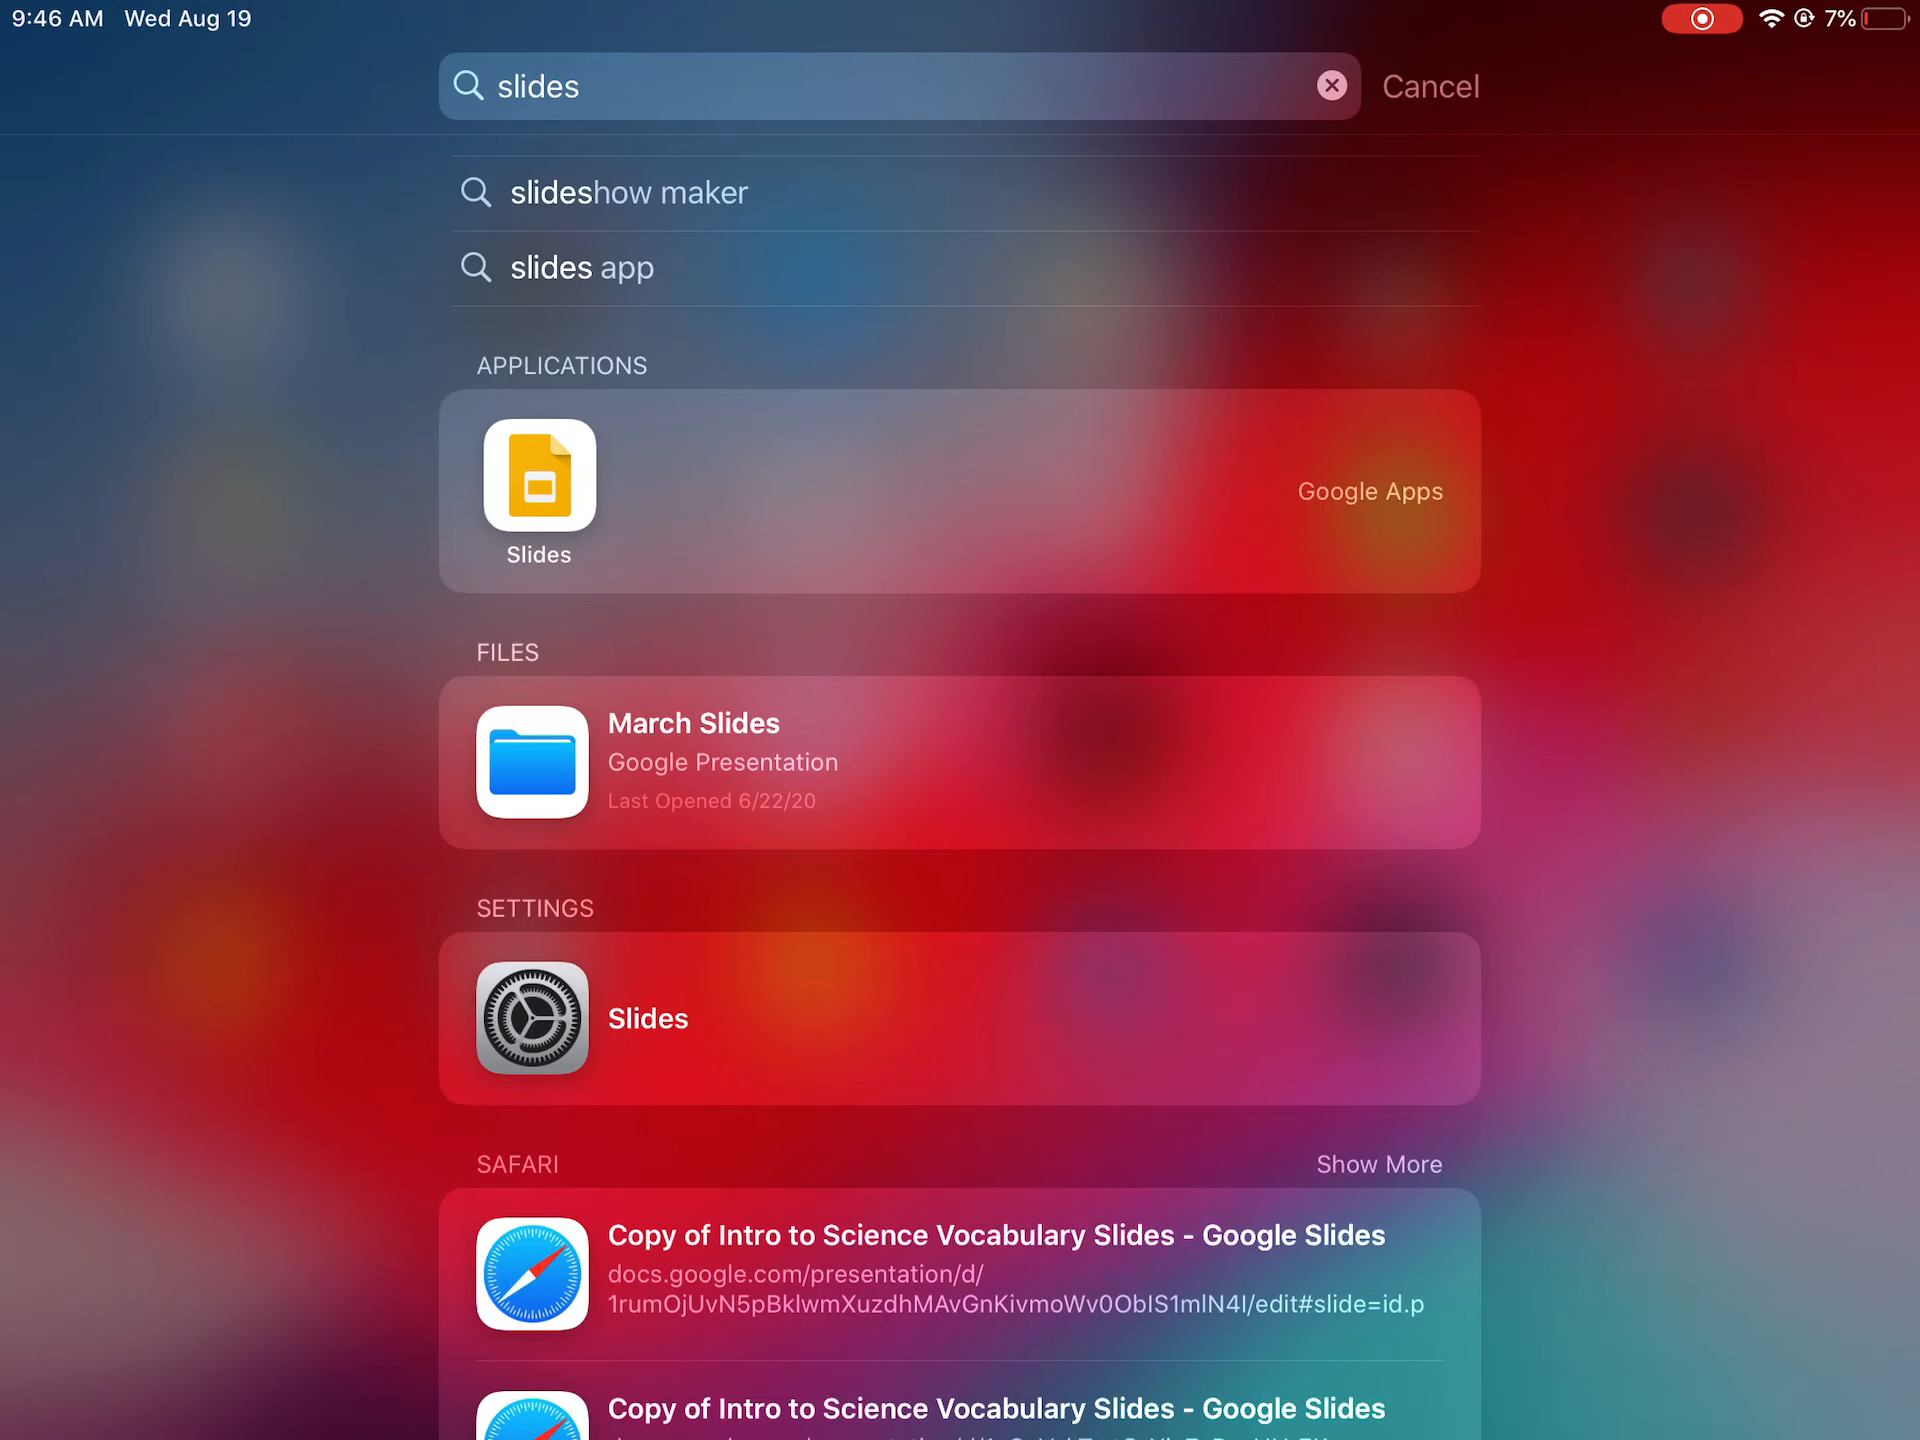 9:46 AM Wed Aug 19
7%
slides
Cancel
slideshow maker
slides app
APPLICATIONS
Slides
Google Apps
FILES
March Slides
Google Presentation
Last Opened 6/22/20
SETTINGS
Slides
SAFARI
Show More
Copy of Intro to Science Vocabulary Slides - Google Slides
docs.google.com/presentation/d/
1rumOjUvN5pBklwmXuzdhMAvGnKivmoWv0ObIS1mlN4I/edit#slide=id.p
Copy of Intro to Science Vocabulary Slides - Google Slides